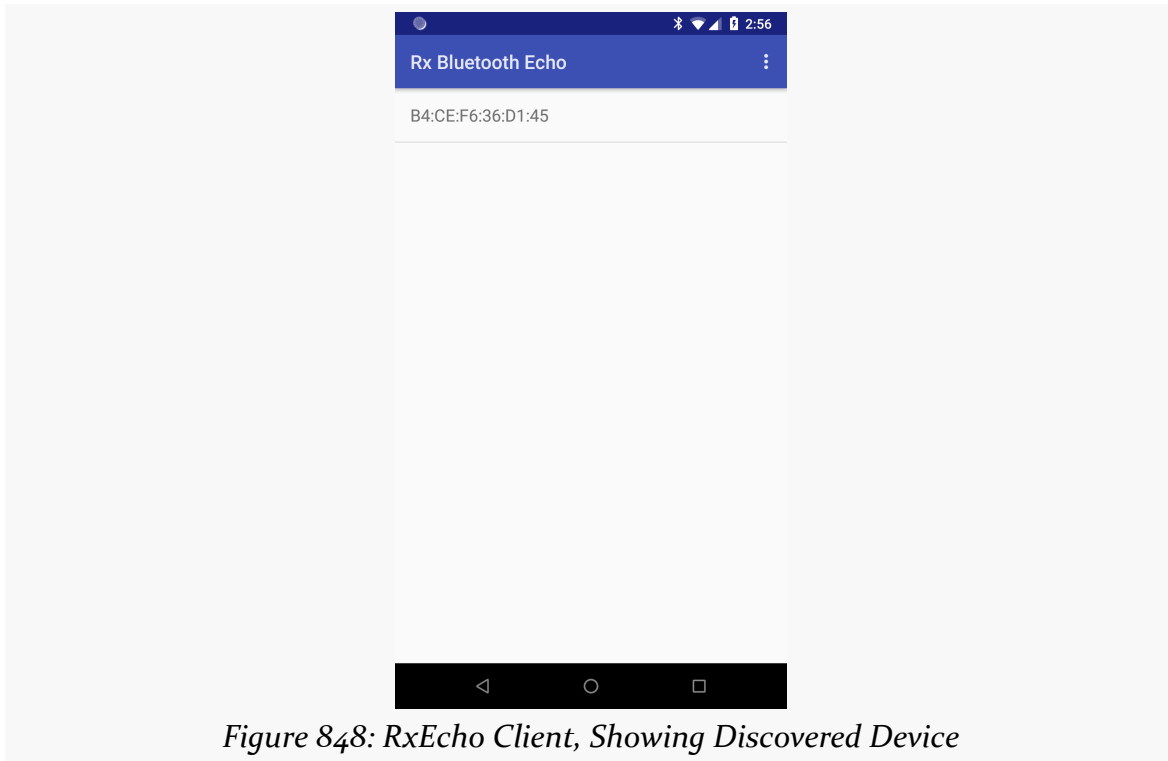 2:56
Rx Bluetooth Echo
B4:CE:F6:36:D1:45
Figure 848: RxEcho Client, Showing Discovered Device